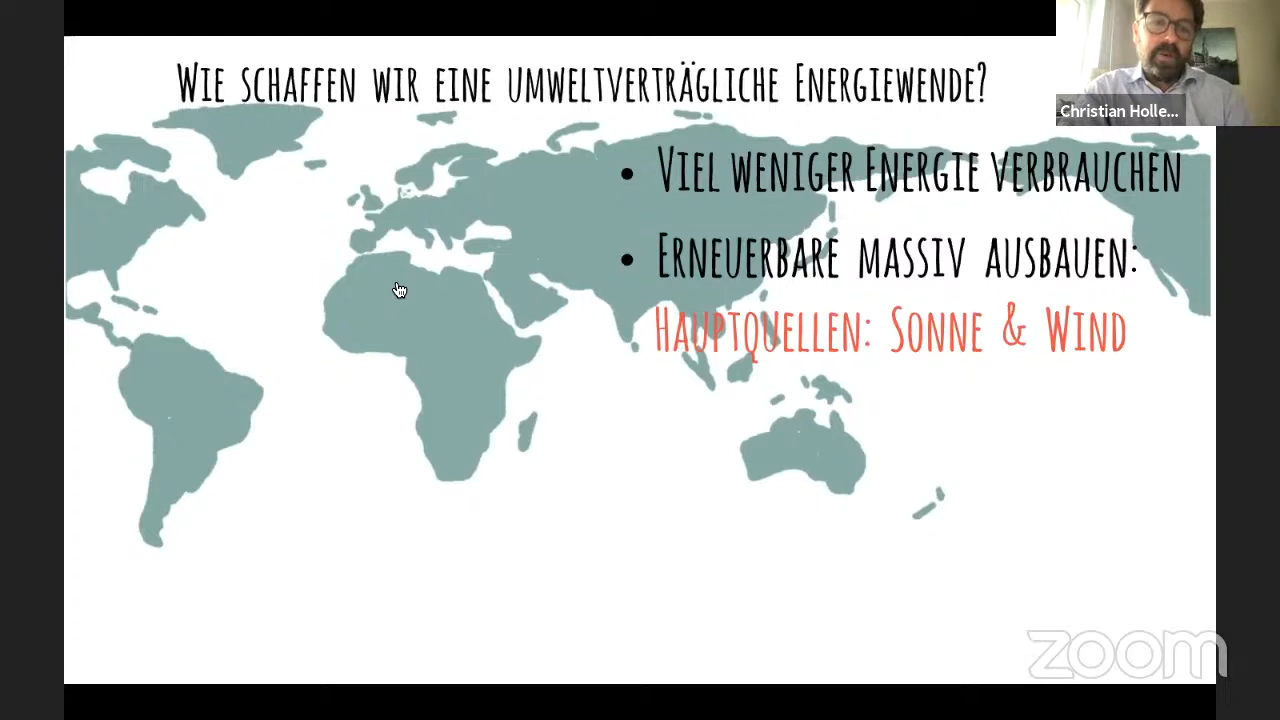 Wie schaffen wir eine umweltverträgliche Energiewende?
Christian Holle...
• Viel weniger Energie verbrauchen
• Erneuerbare massiv ausbauen:
Hauptquellen: Sonne & Wind
zoom